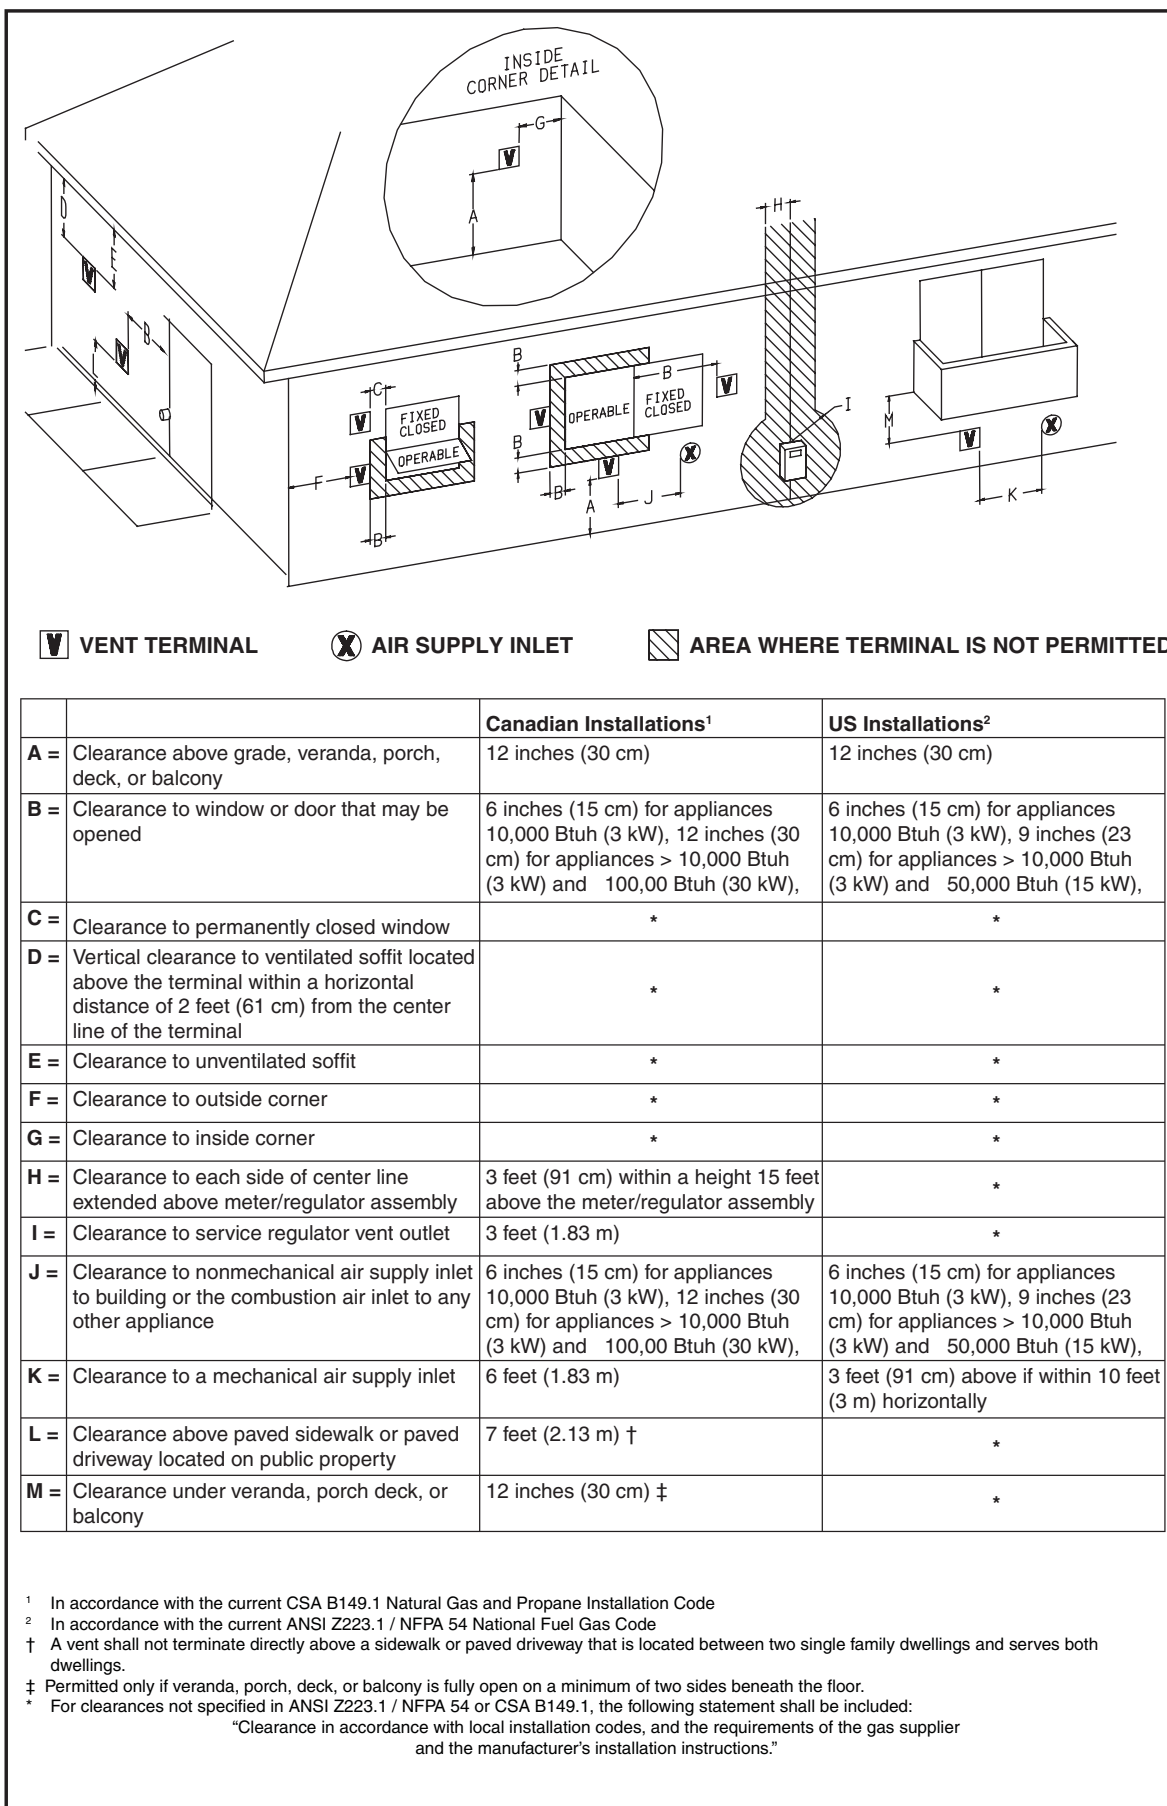 INSIDE
CORNER DETAIL
G
V
A
H
D
E
V
B
L
V
C
V
FIXED
CLOSED
OPERABLE
F
V
B
B
B
V
OPERABLE
FIXED
CLOSED
V
B
B
V
X
A
J
I
M
V
X
K
V VENT TERMINAL
X AIR SUPPLY INLET
AREA WHERE TERMINAL IS NOT PERMITTED
Canadian Installations¹
US Installations²
A =
Clearance above grade, veranda, porch,
deck, or balcony
12 inches (30 cm)
12 inches (30 cm)
B =
Clearance to window or door that may be
opened
6 inches (15 cm) for appliances
10,000 Btuh (3 kW), 12 inches (30
cm) for appliances > 10,000 Btuh
(3 kW) and   100,00 Btuh (30 kW),
6 inches (15 cm) for appliances
10,000 Btuh (3 kW), 9 inches (23
cm) for appliances > 10,000 Btuh
(3 kW) and   50,000 Btuh (15 kW),
C =
Clearance to permanently closed window
*
*
D =
Vertical clearance to ventilated soffit located
above the terminal within a horizontal
distance of 2 feet (61 cm) from the center
line of the terminal
*
*
E =
Clearance to unventilated soffit
*
*
F =
Clearance to outside corner
*
*
G =
Clearance to inside corner
*
*
H =
Clearance to each side of center line
extended above meter/regulator assembly
3 feet (91 cm) within a height 15 feet
above the meter/regulator assembly
*
I =
Clearance to service regulator vent outlet
3 feet (1.83 m)
*
J =
Clearance to nonmechanical air supply inlet
to building or the combustion air inlet to any
other appliance
6 inches (15 cm) for appliances
10,000 Btuh (3 kW), 12 inches (30
cm) for appliances > 10,000 Btuh
(3 kW) and   100,00 Btuh (30 kW),
6 inches (15 cm) for appliances
10,000 Btuh (3 kW), 9 inches (23
cm) for appliances > 10,000 Btuh
(3 kW) and   50,000 Btuh (15 kW),
K =
Clearance to a mechanical air supply inlet
6 feet (1.83 m)
3 feet (91 cm) above if within 10 feet
(3 m) horizontally
L =
Clearance above paved sidewalk or paved
driveway located on public property
7 feet (2.13 m) †
*
M =
Clearance under veranda, porch deck, or
balcony
12 inches (30 cm) ‡
*
¹ In accordance with the current CSA B149.1 Natural Gas and Propane Installation Code
² In accordance with the current ANSI Z223.1 / NFPA 54 National Fuel Gas Code
† A vent shall not terminate directly above a sidewalk or paved driveway that is located between two single family dwellings and serves both
dwellings.
‡ Permitted only if veranda, porch, deck, or balcony is fully open on a minimum of two sides beneath the floor.
* For clearances not specified in ANSI Z223.1 / NFPA 54 or CSA B149.1, the following statement shall be included:
“Clearance in accordance with local installation codes, and the requirements of the gas supplier
and the manufacturer’s installation instructions.”